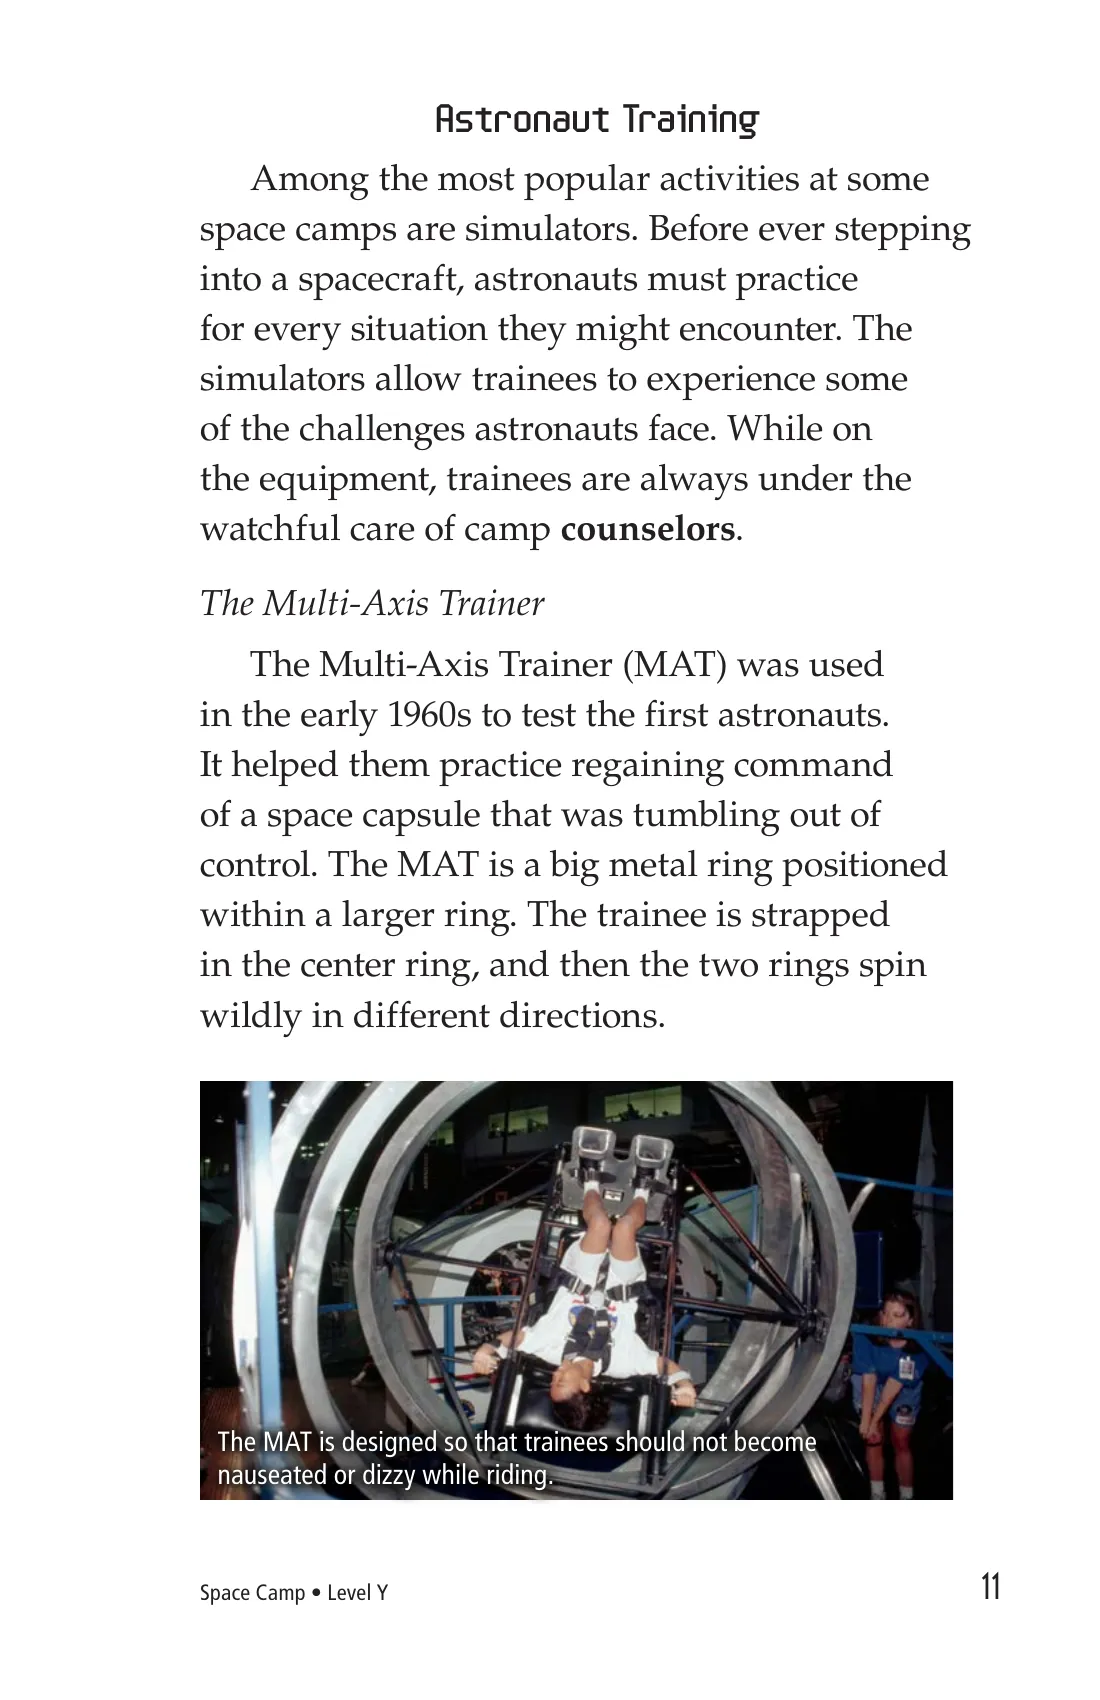 Astronaut Training
Among the most popular activities at some
space camps are simulators. Before ever stepping
into a spacecraft, astronauts must practice
for every situation they might encounter. The
simulators allow trainees to experience some
of the challenges astronauts face. While on
the equipment, trainees are always under the
watchful care of camp counselors.
The Multi-Axis Trainer
The Multi-Axis Trainer (MAT) was used
in the early 1960s to test the first astronauts.
It helped them practice regaining command
of a space capsule that was tumbling out of
control. The MAT is a big metal ring positioned
within a larger ring. The trainee is strapped
in the center ring, and then the two rings spin
wildly in different directions.
The MAT is designed so that trainees should not become
nauseated or dizzy while riding.
Space Camp • Level Y
11